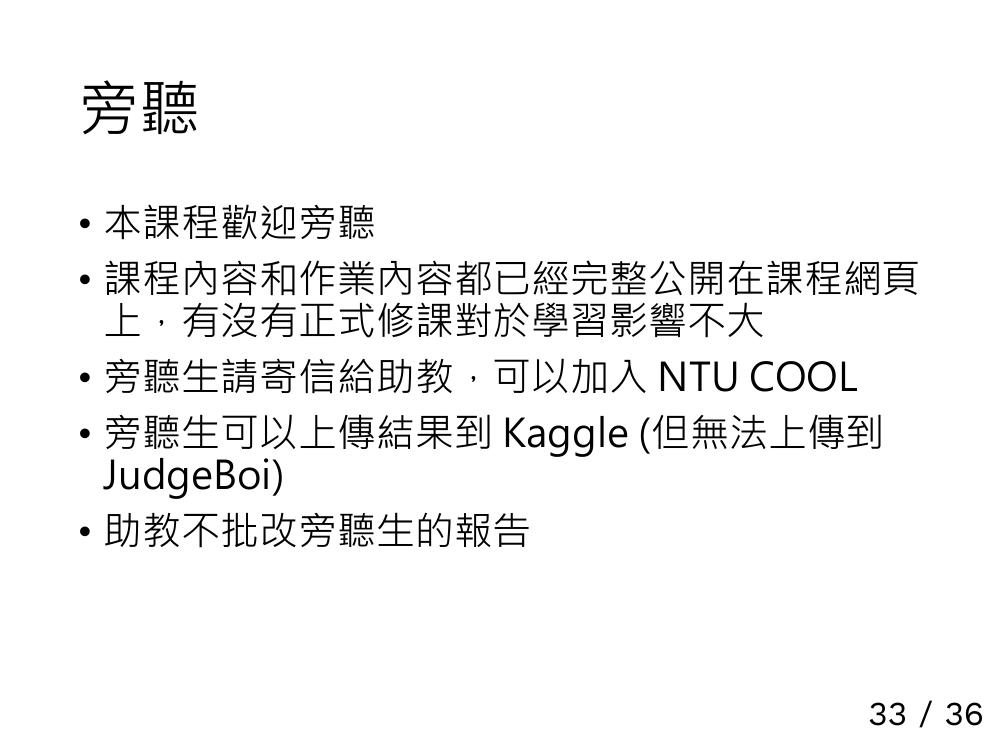 旁聽
• 本課程歡迎旁聽
• 課程內容和作業內容都已經完整公開在課程網頁
上，有沒有正式修課對於學習影響不大
• 旁聽生請寄信給助教，可以加入 NTU COOL
• 旁聽生可以上傳結果到 Kaggle (但無法上傳到
JudgeBoi)
• 助教不批改旁聽生的報告
33 / 36